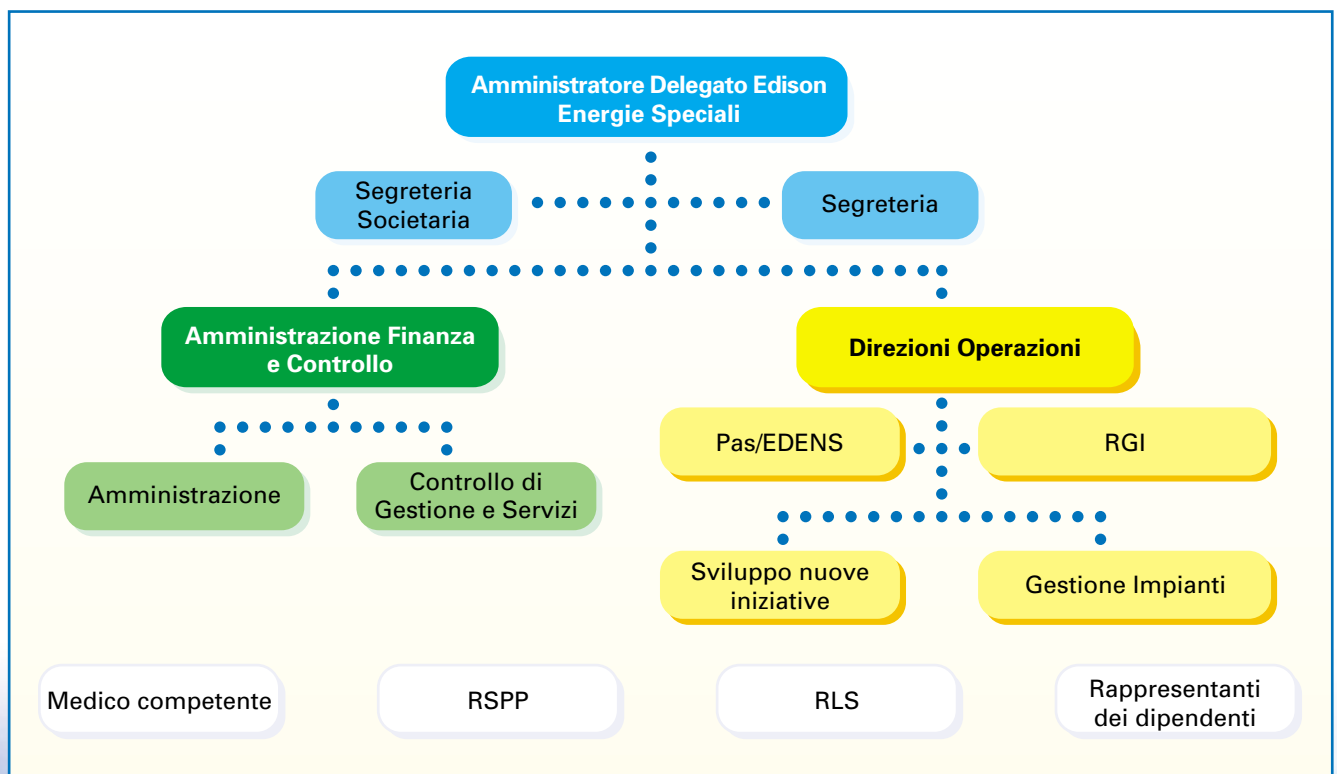 Amministratore Delegato Edison
Energie Speciali
Segreteria
Societaria
Segreteria
Amministrazione Finanza
e Controllo
Direzioni Operazioni
Pas/EDENS
RGI
Amministrazione
Controllo di
Gestione e Servizi
Sviluppo nuove
iniziative
Gestione Impianti
Medico competente
RSPP
RLS
Rappresentanti
dei dipendenti